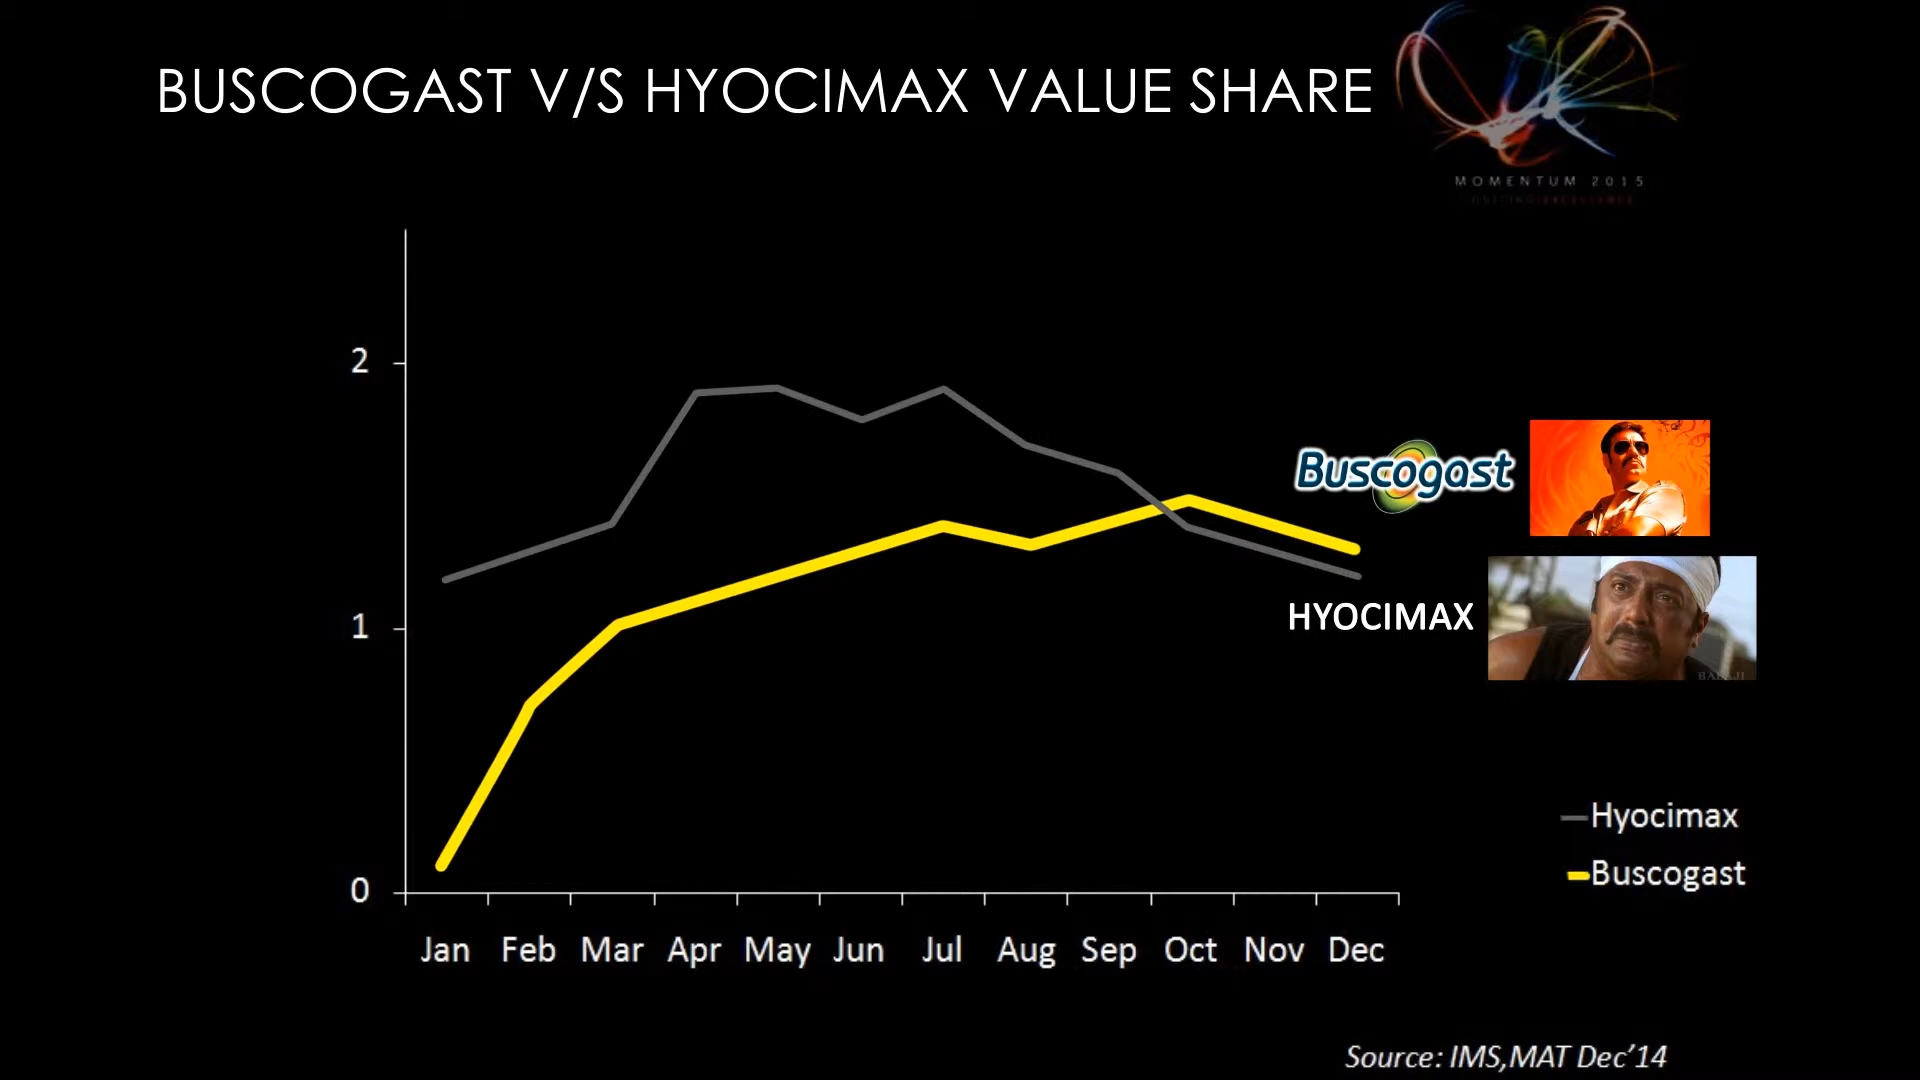 BUSCOGAST V/S HYOCIMAX VALUE SHARE
MOMENTUM 2015
2
1
0
Jan Feb Mar Apr May Jun Jul Aug Sep Oct Nov Dec
Buscogast
HYOCIMAX
Hyocimax
Buscogast
Source: IMS,MAT Dec’14